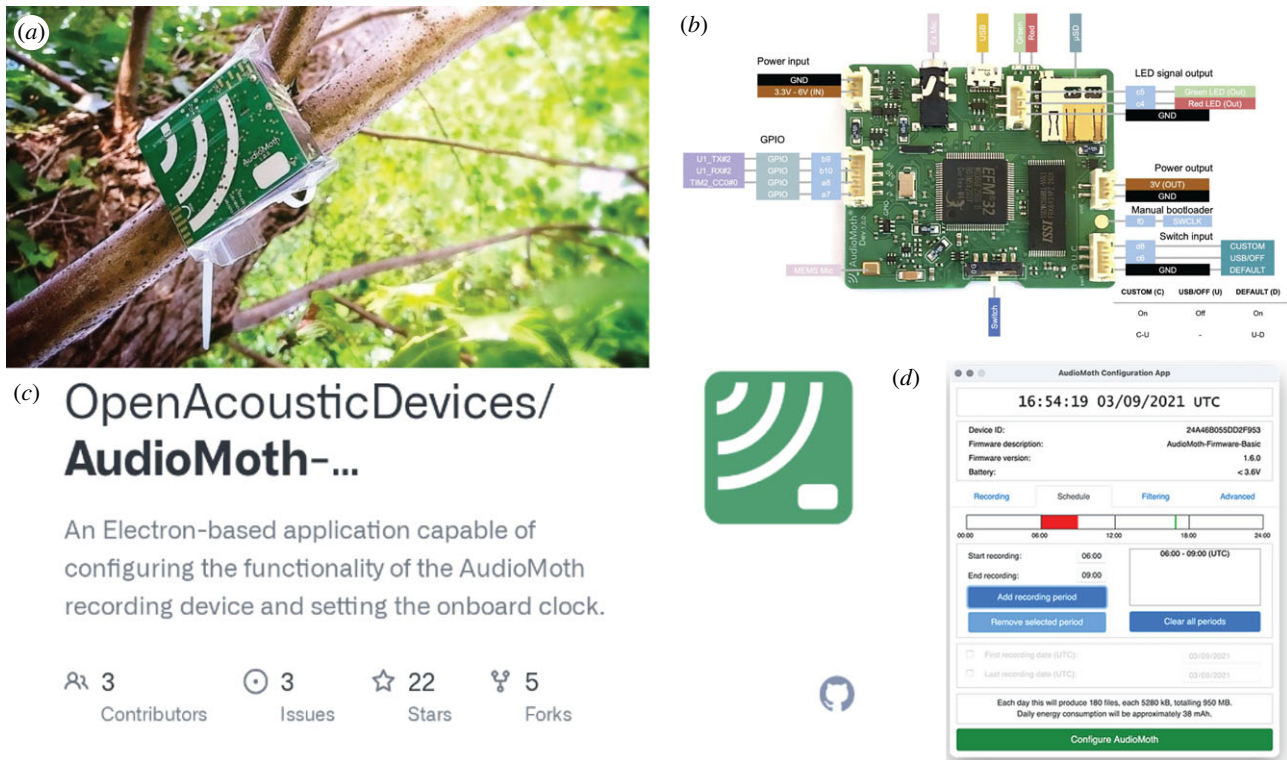 (a)
AudioMoth
(b)
Ex Mic
USB
Green
Red
µSD
Power input
GND
3.3V - 6V (IN)
GPIO
U1_TX#2 GPIO b9
U1_RX#2 GPIO b10
TIM2_CC0#0 GPIO a8
GPIO a7
MEMS Mic
AudioMoth
Dev 1.0.0
EFM32
ISSI
Switch
LED signal output
c5 Green LED (Out)
c4 Red LED (Out)
GND
Power output
3V (OUT)
GND
Manual bootloader
f0 SWCLK
Switch input
d8 CUSTOM
c6 USB/OFF
GND DEFAULT
CUSTOM (C) USB/OFF (U) DEFAULT (D)
On Off On
C-U - U-D
(c)
OpenAcousticDevices/
AudioMoth-...
An Electron-based application capable of
configuring the functionality of the AudioMoth
recording device and setting the onboard clock.
3 3 22 5
Contributors Issues Stars Forks
(d)
AudioMoth Configuration App
16:54:19 03/09/2021 UTC
Device ID: 24A46B055DD2F953
Firmware description: AudioMoth-Firmware-Basic
Firmware version: 1.6.0
Battery: < 3.6V
Recording Schedule Filtering Advanced
00:00 06:00 12:00 18:00 24:00
Start recording: 06:00
End recording: 09:00
06:00 - 09:00 (UTC)
Add recording period
Remove selected period
Clear all periods
First recording date (UTC): 03/09/2021
Last recording date (UTC): 03/09/2021
Each day this will produce 180 files, each 5280 kB, totalling 950 MB.
Daily energy consumption will be approximately 38 mAh.
Configure AudioMoth